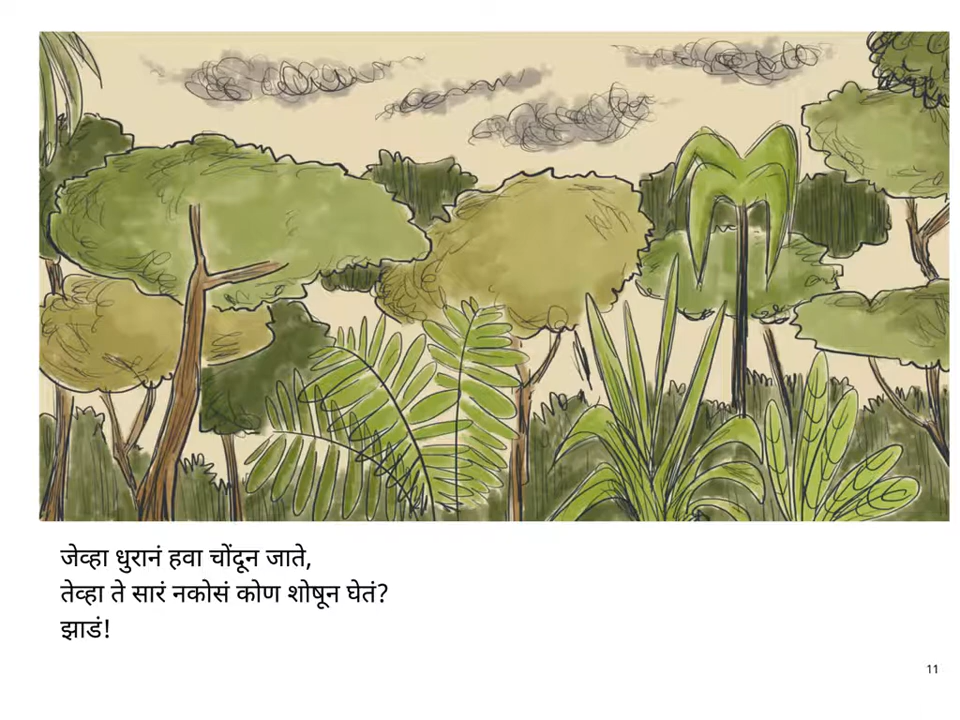 जेव्हा धुरानं हवा चोंदून जाते,
तेव्हा ते सारं नकोसं कोण शोषून घेतं?
झाडं!
11